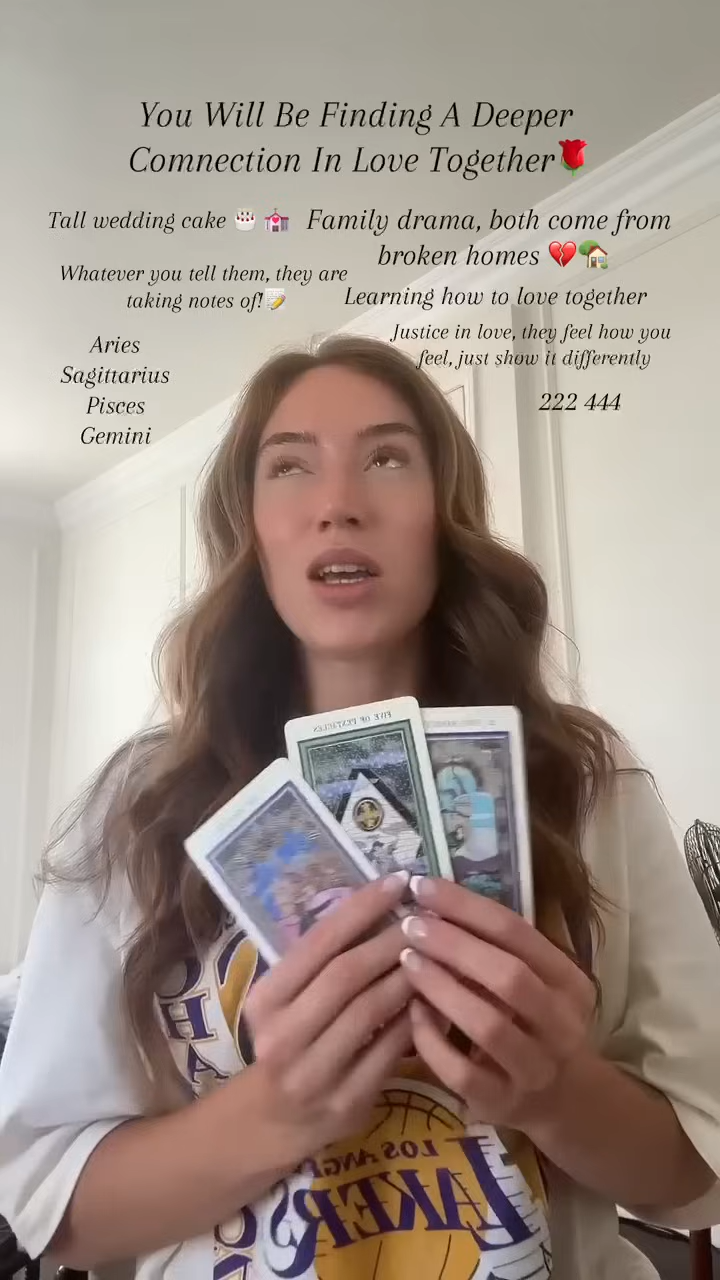 You Will Be Finding A Deeper
Comnection In Love Together🌹
Tall wedding cake 🎂 💒
Family drama, both come from
broken homes 💔🏡
Whatever you tell them, they are
taking notes of!📝
Learning how to love together
Justice in love, they feel how you
feel, just show it differently
Aries
Sagittarius
Pisces
Gemini
222 444
FIVE OF PENTACLES
LOS ANG
LAKERS